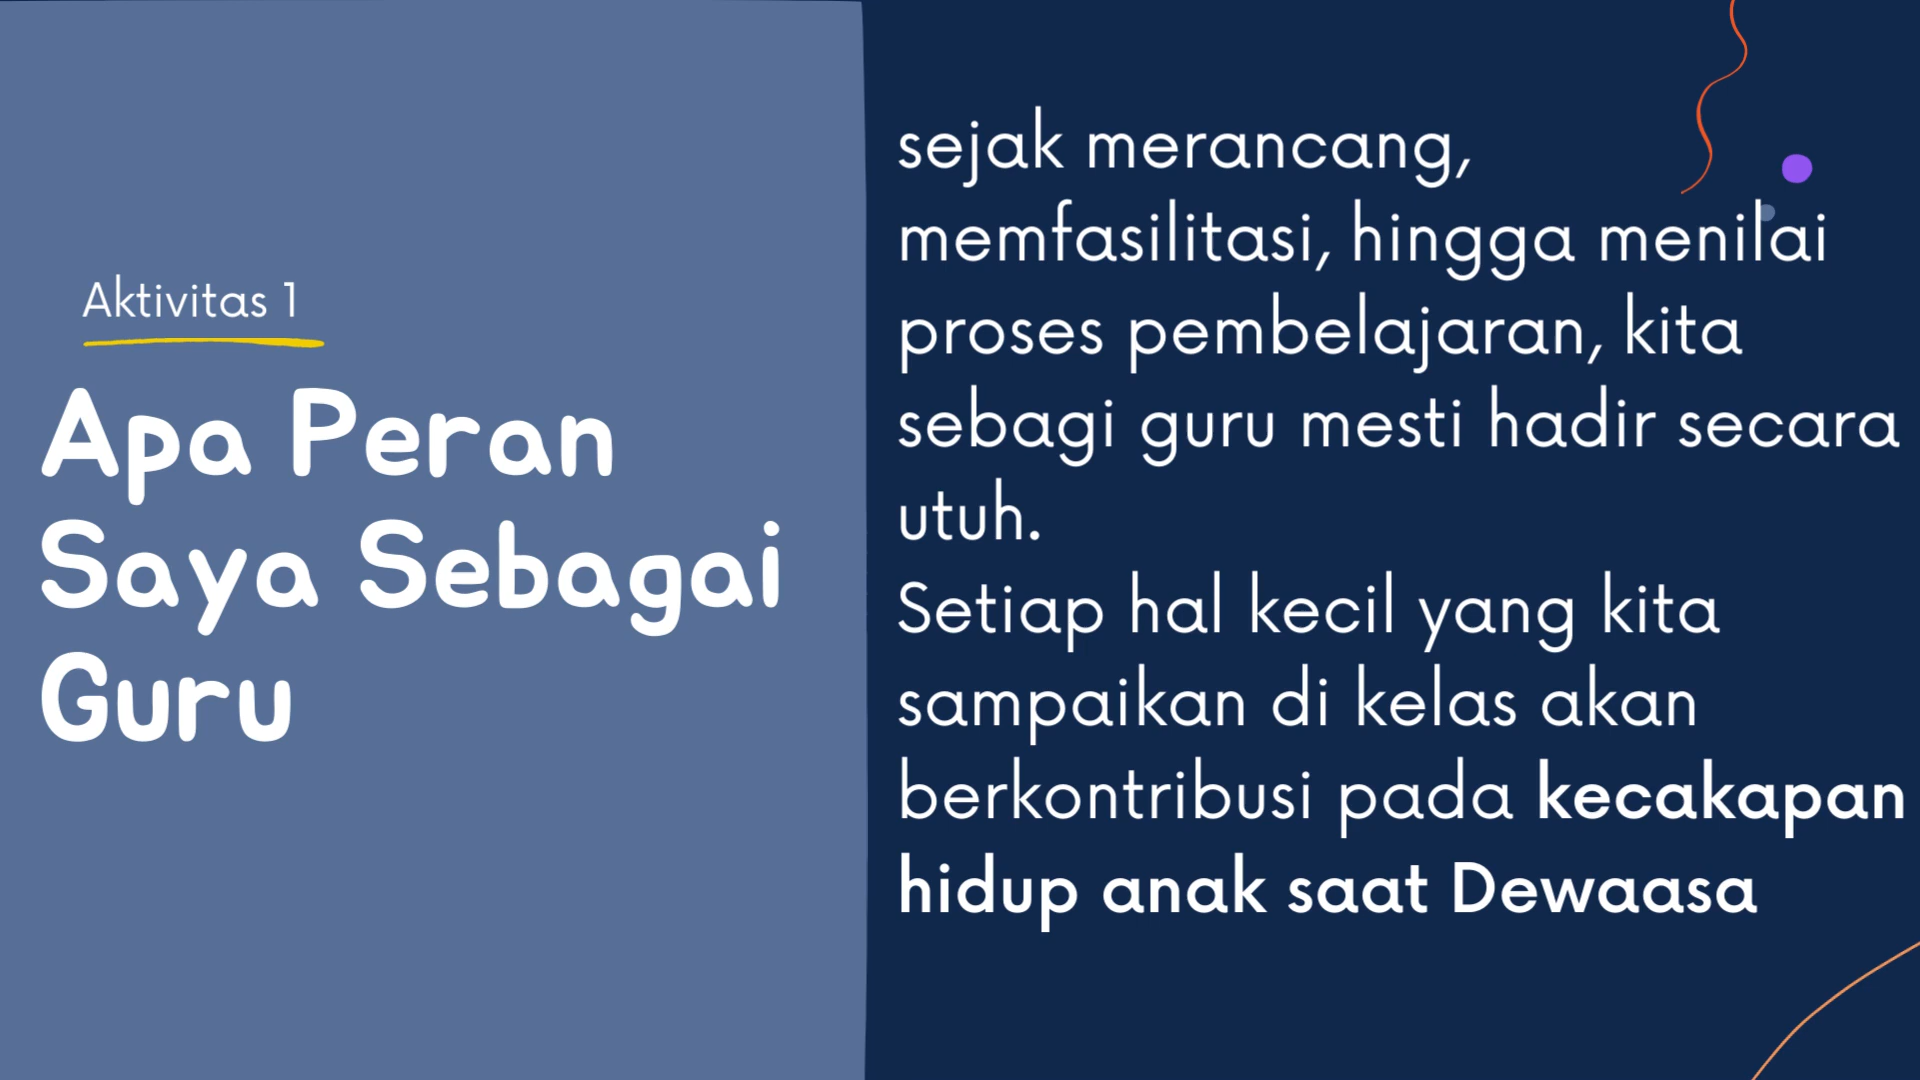 Aktivitas 1
Apa Peran
Saya Sebagai
Guru
sejak merancang,
memfasilitasi, hingga menilai
proses pembelajaran, kita
sebagi guru mesti hadir secara
utuh.
Setiap hal kecil yang kita
sampaikan di kelas akan
berkontribusi pada kecakapan
hidup anak saat Dewaasa